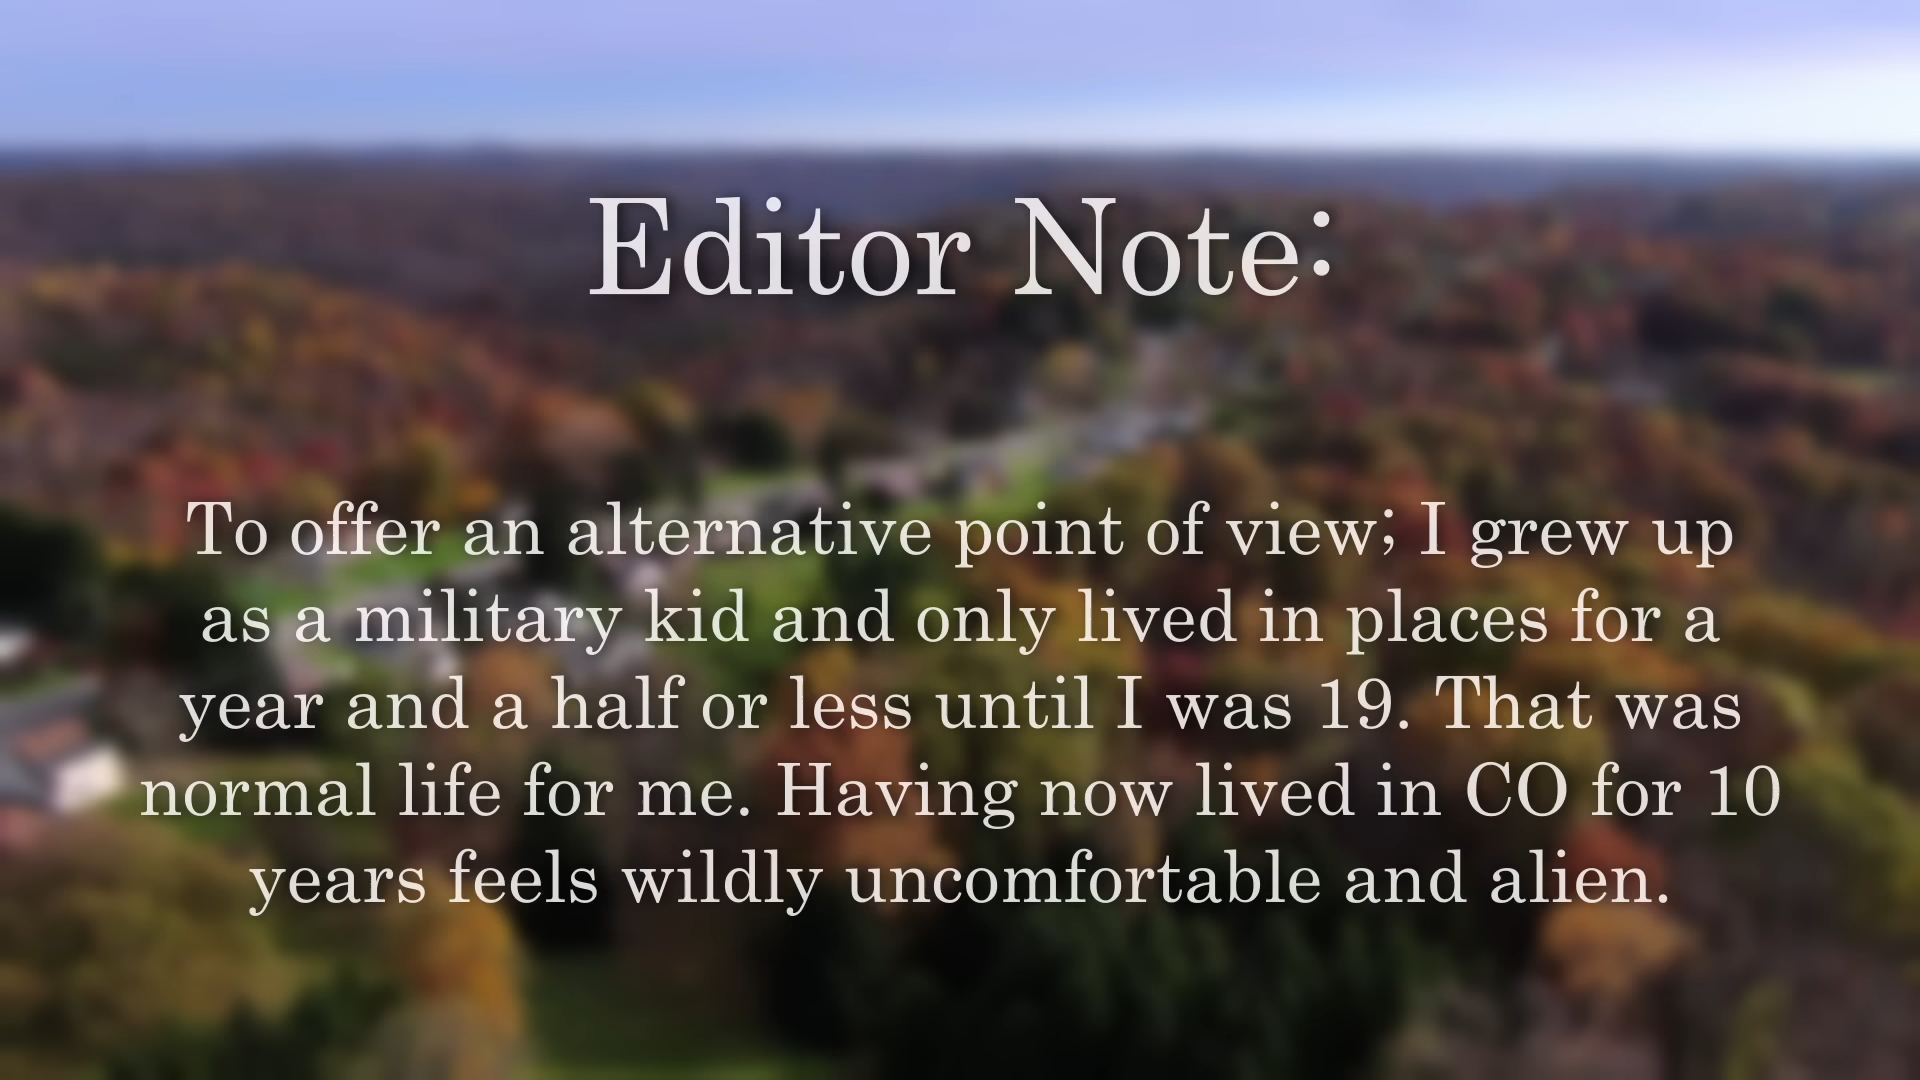 Editor Note:
To offer an alternative point of view; I grew up
as a military kid and only lived in places for a
year and a half or less until I was 19. That was
normal life for me. Having now lived in CO for 10
years feels wildly uncomfortable and alien.